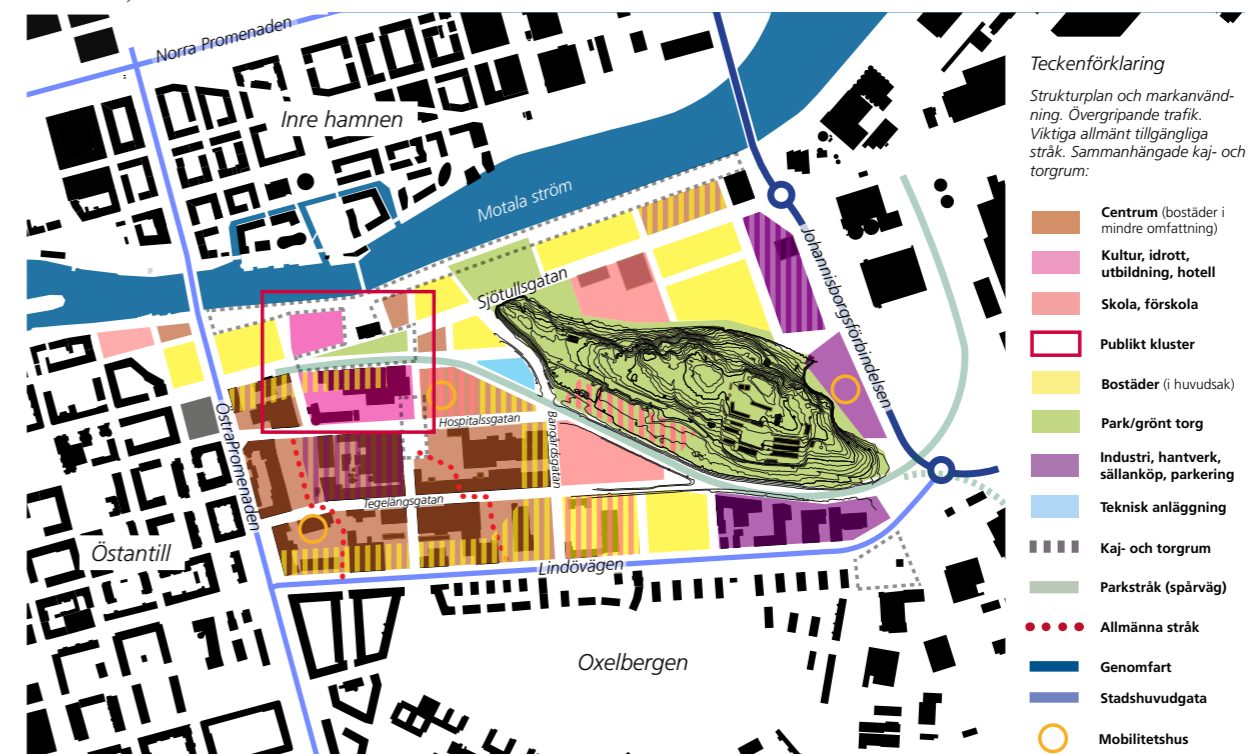 Norra Promenaden
Inre hamnen
Motala ström
Sjötullsgatan
Johannisborgsförbindelsen
Hospitalssgatan
Bangårdsgatan
ÖstraPromenaden
Tegelängsgatan
Östantill
Lindövägen
Oxelbergen
Teckenförklaring
Strukturplan och markanvänd-
ning. Övergripande trafik.
Viktiga allmänt tillgängliga
stråk. Sammanhängade kaj- och
torgrum:
Centrum (bostäder i
mindre omfattning)
Kultur, idrott,
utbildning, hotell
Skola, förskola
Publikt kluster
Bostäder (i huvudsak)
Park/grönt torg
Industri, hantverk,
sällanköp, parkering
Teknisk anläggning
Kaj- och torgrum
Parkstråk (spårväg)
Allmänna stråk
Genomfart
Stadshuvudgata
Mobilitetshus